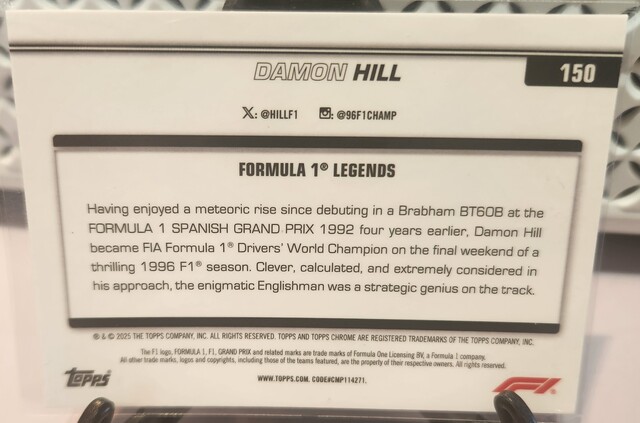 DAMON HILL
150
X: @HILLF1 @96F1CHAMP
FORMULA 1® LEGENDS
Having enjoyed a meteoric rise since debuting in a Brabham BT60B at the
FORMULA 1 SPANISH GRAND PRIX 1992 four years earlier, Damon Hill
became FIA Formula 1® Drivers' World Champion on the final weekend of a
thrilling 1996 F1® season. Clever, calculated, and extremely considered in
his approach, the enigmatic Englishman was a strategic genius on the track.
® & © 2025 THE TOPPS COMPANY, INC. ALL RIGHTS RESERVED. TOPPS AND TOPPS CHROME ARE REGISTERED TRADEMARKS OF THE TOPPS COMPANY, INC.
The F1 logo, FORMULA 1, F1, GRAND PRIX and related marks are trade marks of Formula One Licensing BV, a Formula 1 company.
All other trade marks, logos and copyrights, including those of the teams featured, are the property of their respective owners. All rights reserved.
Topps
WWW.TOPPS.COM. CODE#CMP114271.
F1